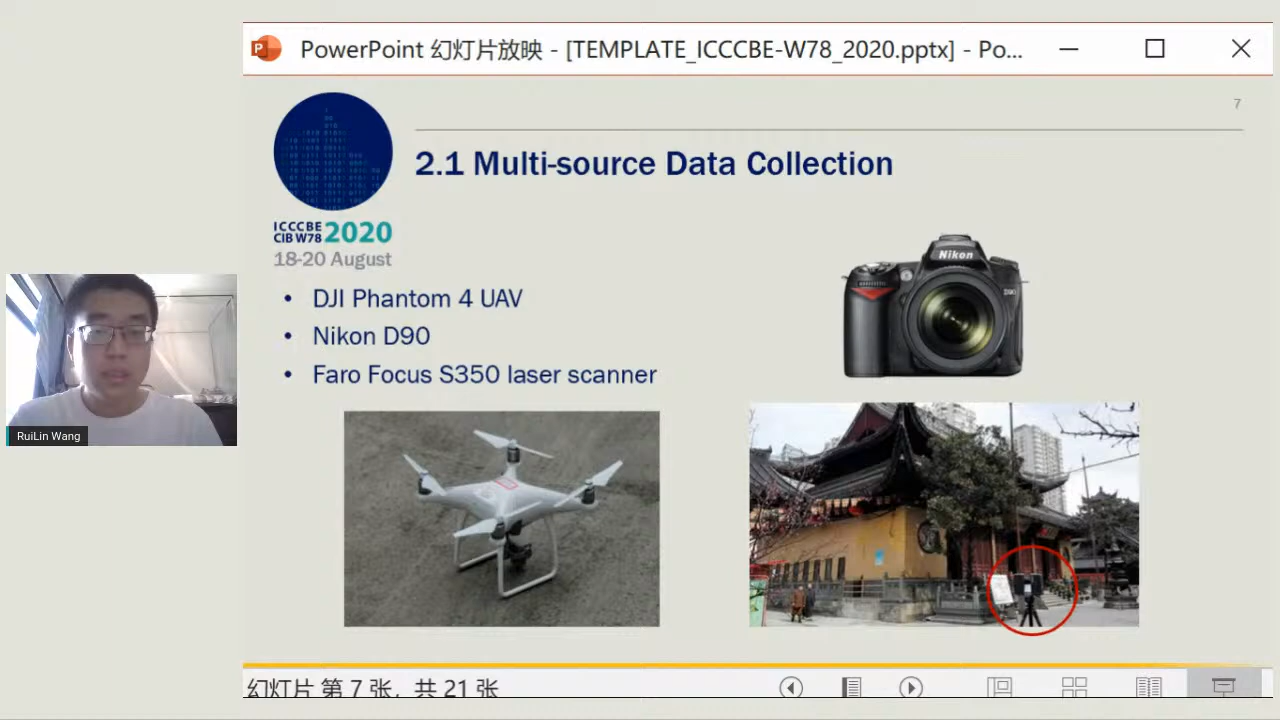 PowerPoint 幻灯片放映 - [TEMPLATE_ICCCBE-W78_2020.pptx] - Po...
7
2.1 Multi-source Data Collection
ICCCBE
CIB W78 2020
18-20 August
• DJI Phantom 4 UAV
• Nikon D90
• Faro Focus S350 laser scanner
Nikon
D90
RuiLin Wang
幻灯片 第 7 张，共 21 张